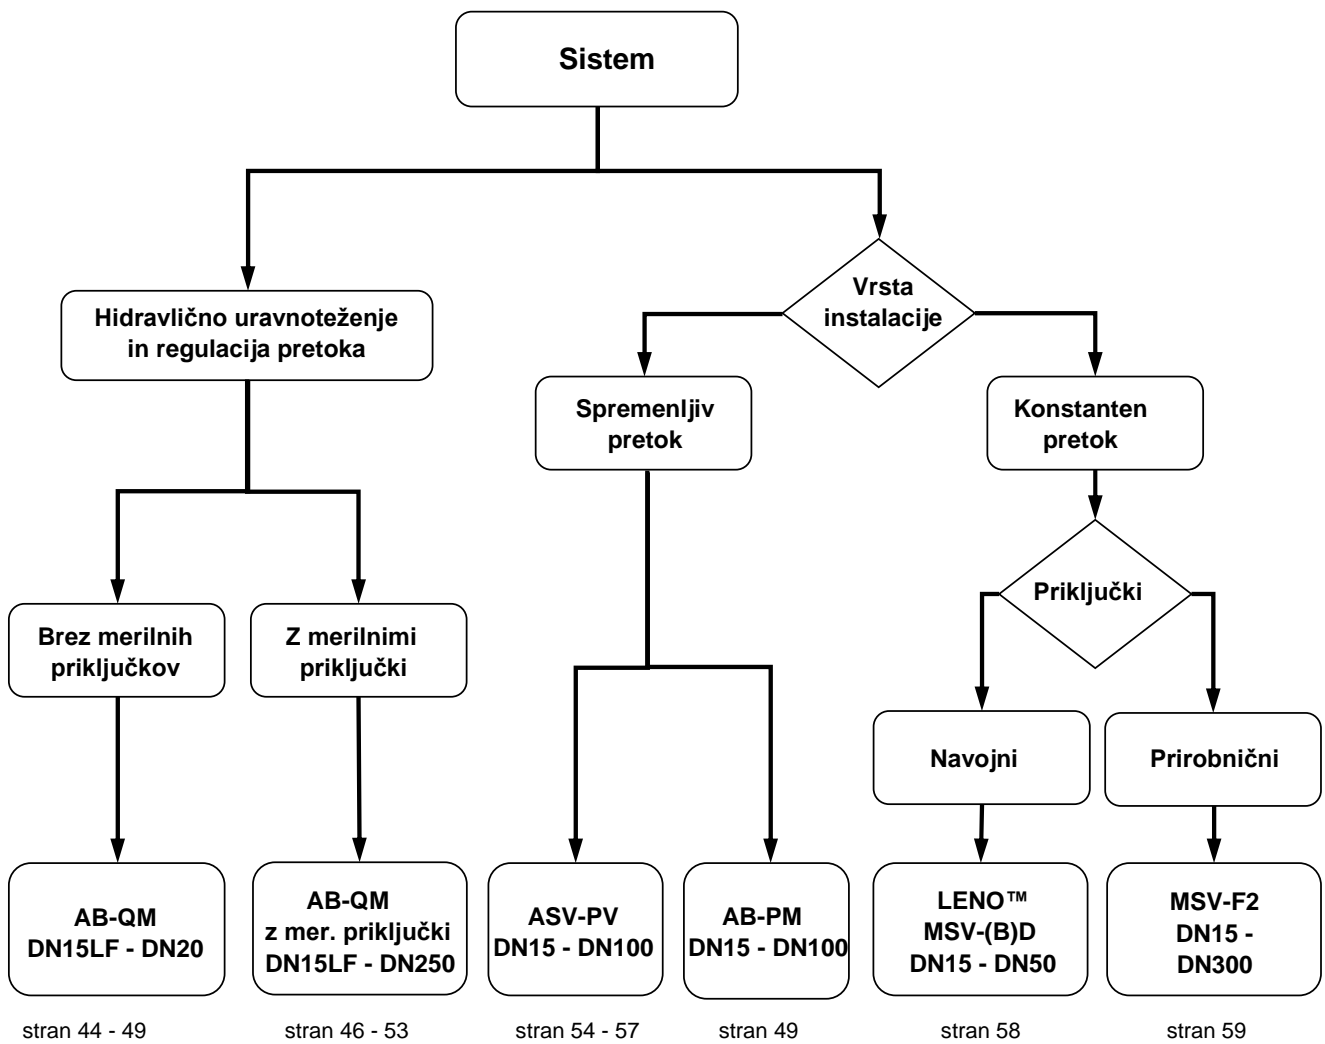 Sistem
Vrsta
instalacije
Hidravlično uravnoteženje
in regulacija pretoka
Spremenljiv
pretok
Konstanten
pretok
Priključki
Brez merilnih
priključkov
Z merilnimi
priključki
Navojni
Prirobnični
AB-QM
DN15LF - DN20
AB-QM
z mer. priključki
DN15LF - DN250
ASV-PV
DN15 - DN100
AB-PM
DN15 - DN100
LENO™
MSV-(B)D
DN15 - DN50
MSV-F2
DN15 -
DN300
stran 44 - 49
stran 46 - 53
stran 54 - 57
stran 49
stran 58
stran 59